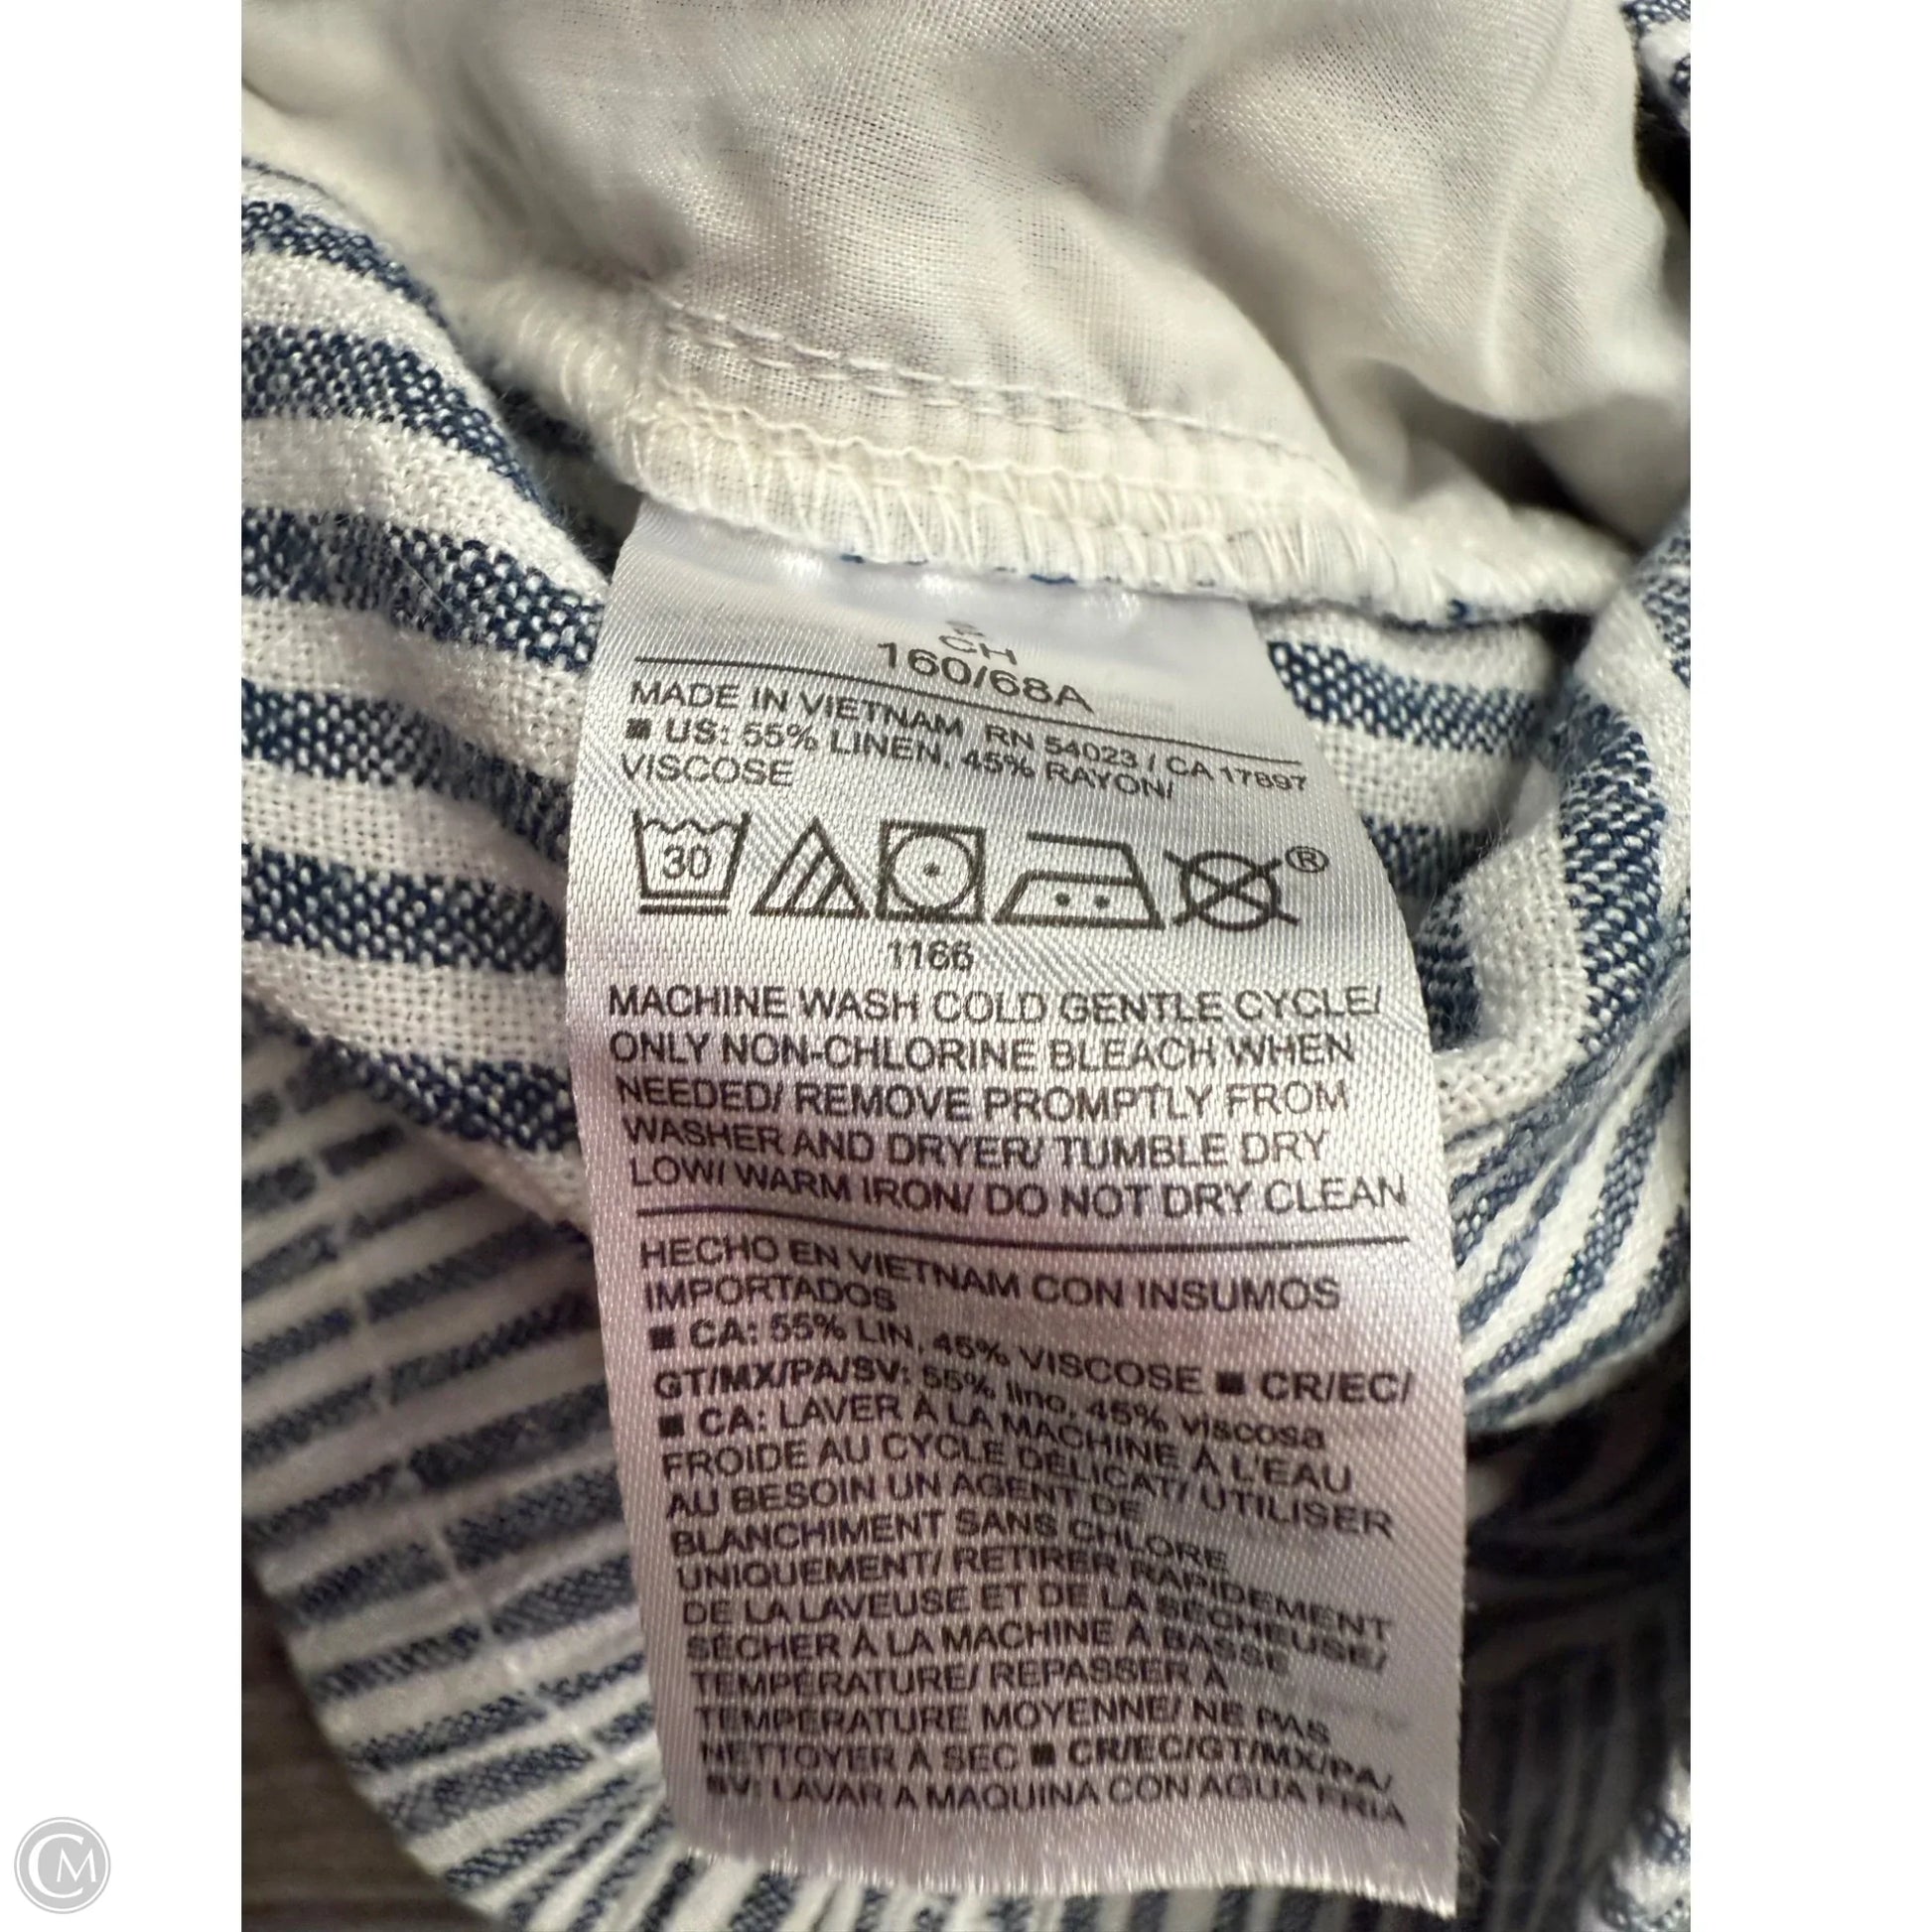 S
CH
160/68A
MADE IN VIETNAM RN 54023 / CA 17897
■ US: 55% LINEN, 45% RAYON/
VISCOSE
30
®
1166
MACHINE WASH COLD GENTLE CYCLE/
ONLY NON-CHLORINE BLEACH WHEN
NEEDED/ REMOVE PROMPTLY FROM
WASHER AND DRYER/ TUMBLE DRY
LOW/ WARM IRON/ DO NOT DRY CLEAN
HECHO EN VIETNAM CON INSUMOS
IMPORTADOS
■ CA: 55% LIN, 45% VISCOSE ■ CR/EC/
GT/MX/PA/SV: 55% lino, 45% viscosa
■ CA: LAVER À LA MACHINE À L'EAU
FROIDE AU CYCLE DÉLICAT/ UTILISER
AU BESOIN UN AGENT DE
BLANCHIMENT SANS CHLORE
UNIQUEMENT/ RETIRER RAPIDEMENT
DE LA LAVEUSE ET DE LA SÉCHEUSE/
SÉCHER À LA MACHINE À BASSE
TEMPÉRATURE/ REPASSER À
TEMPÉRATURE MOYENNE/ NE PAS
NETTOYER À SEC ■ CR/EC/GT/MX/PA/
SV: LAVAR A MAQUINA CON AGUA FRIA
CM